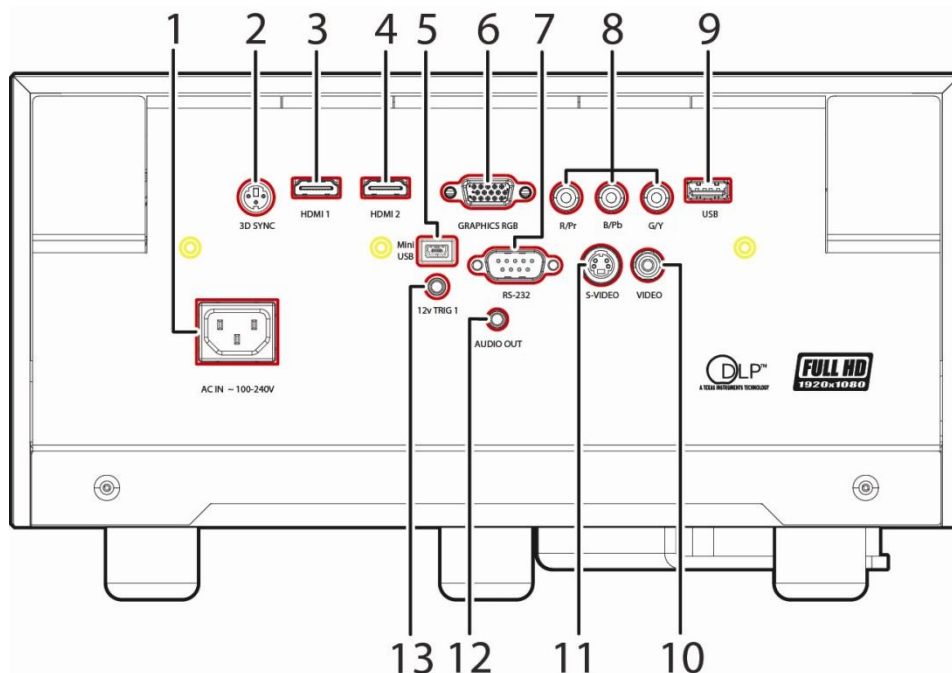 1 2 3 4 5 6 7 8 9
3D SYNC HDMI 1 HDMI 2 GRAPHICS RGB R/Pr B/Pb G/Y USB
Mini
USB
12v TRIG 1 RS-232 S-VIDEO VIDEO
AUDIO OUT
AC IN ~ 100-240V
DLP™
A TEXAS INSTRUMENTS TECHNOLOGY
FULL HD
1920x1080
13 12 11 10